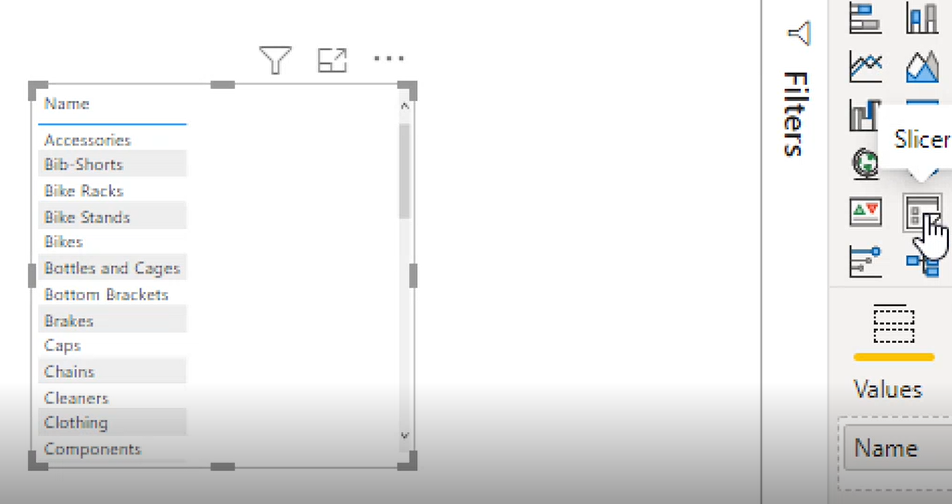 Name
Accessories
Bib-Shorts
Bike Racks
Bike Stands
Bikes
Bottles and Cages
Bottom Brackets
Brakes
Caps
Chains
Cleaners
Clothing
Components
Filters
Slicer
Values
Name